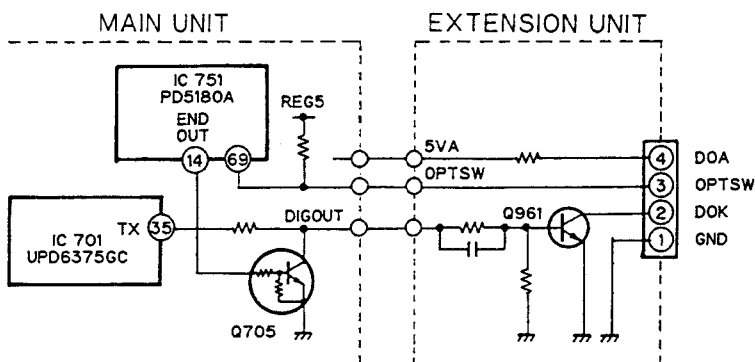 MAIN UNIT
EXTENSION UNIT
IC 751
PD5180A
END
OUT
14
69
REG5
5VA
OPTSW
4 DOA
3 OPTSW
2 DOK
1 GND
IC 701
UPD6375GC
TX 35
DIGOUT
Q961
Q705